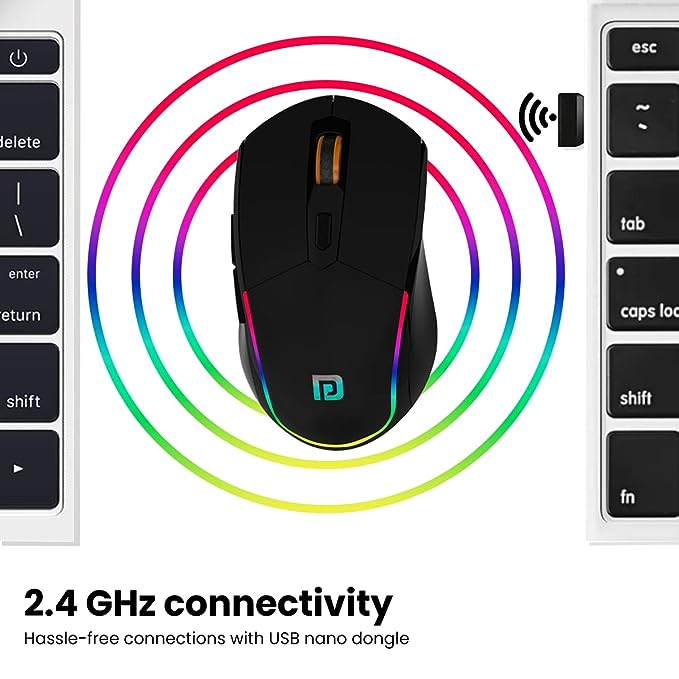 delete
|
\
enter
return
shift
esc
~
tab
caps loc
shift
fn
2.4 GHz connectivity
Hassle-free connections with USB nano dongle